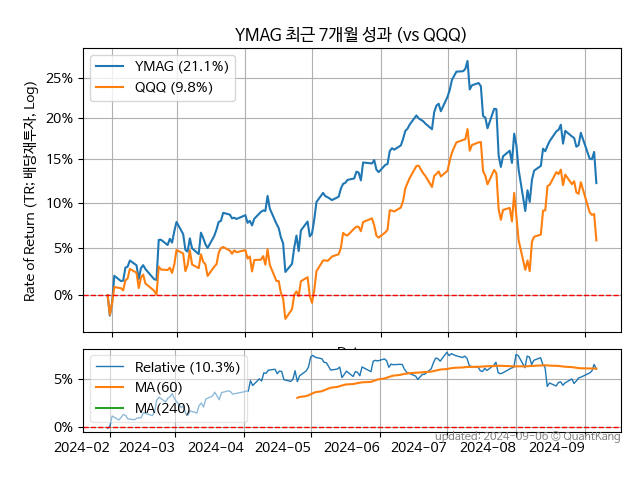 YMAG 최근 7개월 성과 (vs QQQ)
Rate of Return (TR: 배당재투자, Log)
25%
20%
15%
10%
5%
0%
YMAG (21.1%)
QQQ (9.8%)
5%
0%
Relative (10.3%)
MA(60)
MA(240)
2024-02 2024-03 2024-04 2024-05 2024-06 2024-07 2024-08 2024-09
updated: 2024-09-06 © QuantKang